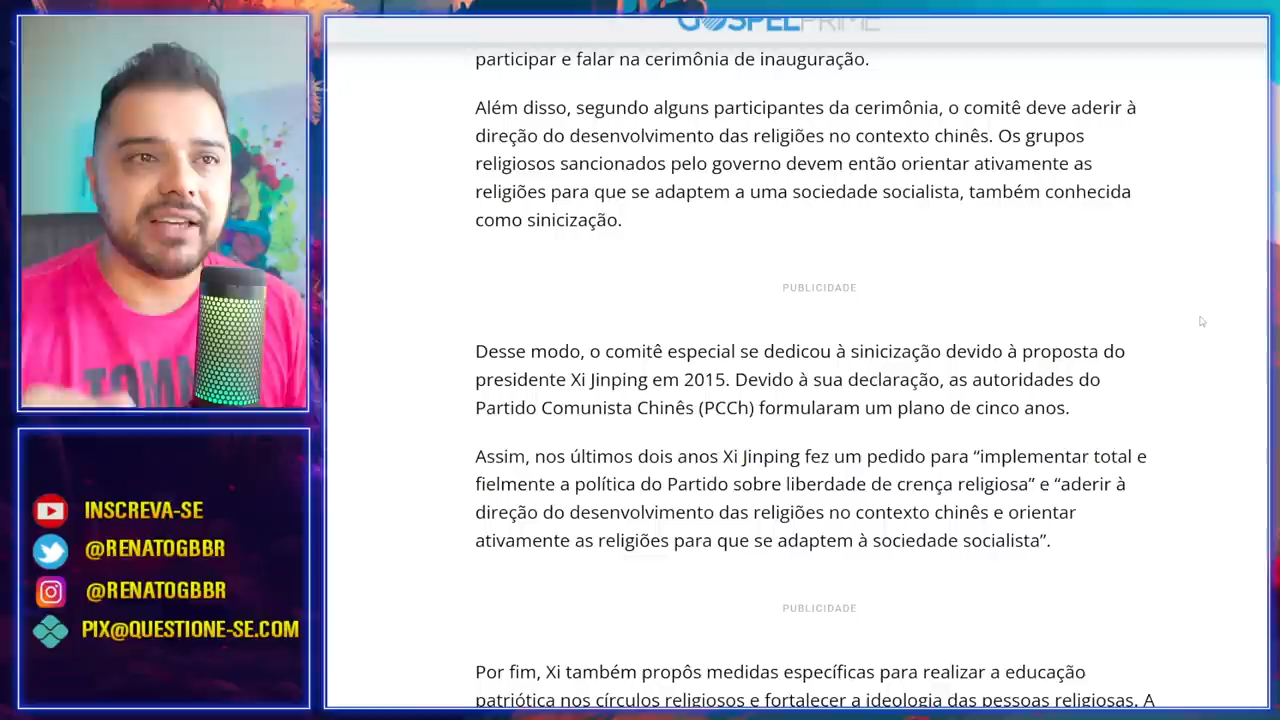 GOSPELPRIME
participar e falar na cerimônia de inauguração.
Além disso, segundo alguns participantes da cerimônia, o comitê deve aderir à
direção do desenvolvimento das religiões no contexto chinês. Os grupos
religiosos sancionados pelo governo devem então orientar ativamente as
religiões para que se adaptem a uma sociedade socialista, também conhecida
como sinicização.
PUBLICIDADE
Desse modo, o comitê especial se dedicou à sinicização devido à proposta do
presidente Xi Jinping em 2015. Devido à sua declaração, as autoridades do
Partido Comunista Chinês (PCCh) formularam um plano de cinco anos.
Assim, nos últimos dois anos Xi Jinping fez um pedido para “implementar total e
fielmente a política do Partido sobre liberdade de crença religiosa” e “aderir à
direção do desenvolvimento das religiões no contexto chinês e orientar
ativamente as religiões para que se adaptem à sociedade socialista”.
PUBLICIDADE
Por fim, Xi também propôs medidas específicas para realizar a educação
patriótica nos círculos religiosos e fortalecer a ideologia das pessoas religiosas. A
INSCREVA-SE
@RENATOGBBR
@RENATOGBBR
PIX@QUESTIONE-SE.COM